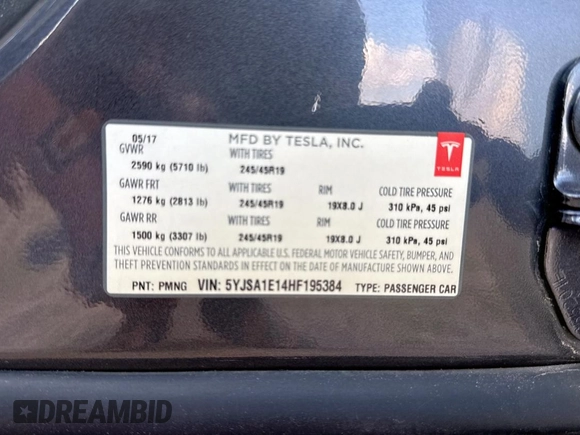 05/17 MFD BY TESLA, INC.
GVWR WITH TIRES
2590 kg (5710 lb) 245/45R19
GAWR FRT WITH TIRES RIM COLD TIRE PRESSURE
1276 kg (2813 lb) 245/45R19 19X8.0 J 310 kPa, 45 psi
GAWR RR WITH TIRES RIM COLD TIRE PRESSURE
1500 kg (3307 lb) 245/45R19 19X8.0 J 310 kPa, 45 psi
THIS VEHICLE CONFORMS TO ALL APPLICABLE U.S. FEDERAL MOTOR VEHICLE SAFETY, BUMPER, AND
THEFT PREVENTION STANDARDS IN EFFECT ON THE DATE OF MANUFACTURE SHOWN ABOVE.
PNT: PMNG VIN: 5YJSA1E14HF195384 TYPE: PASSENGER CAR
TESLA
DREAMBID